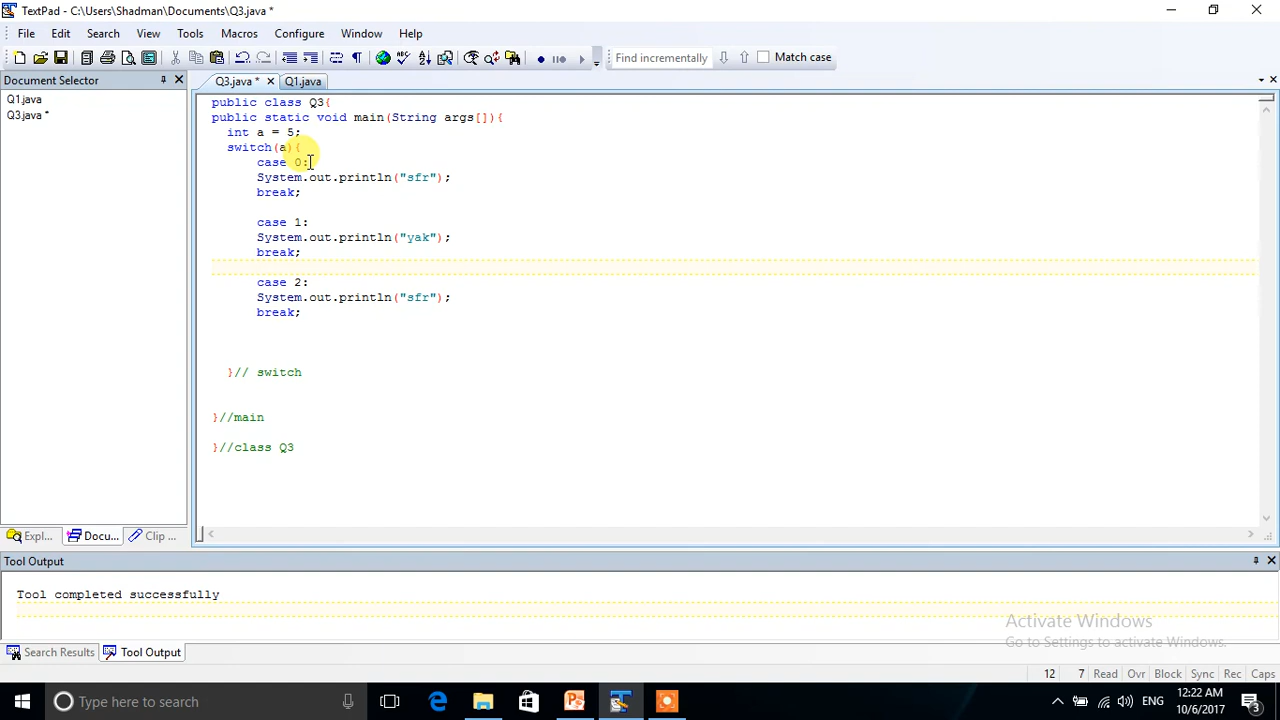 TextPad - C:\Users\Shadman\Documents\Q3.java *
File Edit Search View Tools Macros Configure Window Help
Find incrementally Match case
Document Selector
Q1.java
Q3.java *
Q3.java * Q1.java
public class Q3{
public static void main(String args[]){
int a = 5;
switch(a){
case 0:
System.out.println("sfr");
break;
case 1:
System.out.println("yak");
break;
case 2:
System.out.println("sfr");
break;
}// switch
}//main
}//class Q3
Expl... Docu... Clip ...
Tool Output
Tool completed successfully
Activate Windows
Go to Settings to activate Windows.
Search Results Tool Output
12 7 Read Ovr Block Sync Rec Caps
Type here to search
ENG 12:22 AM
10/6/2017 3